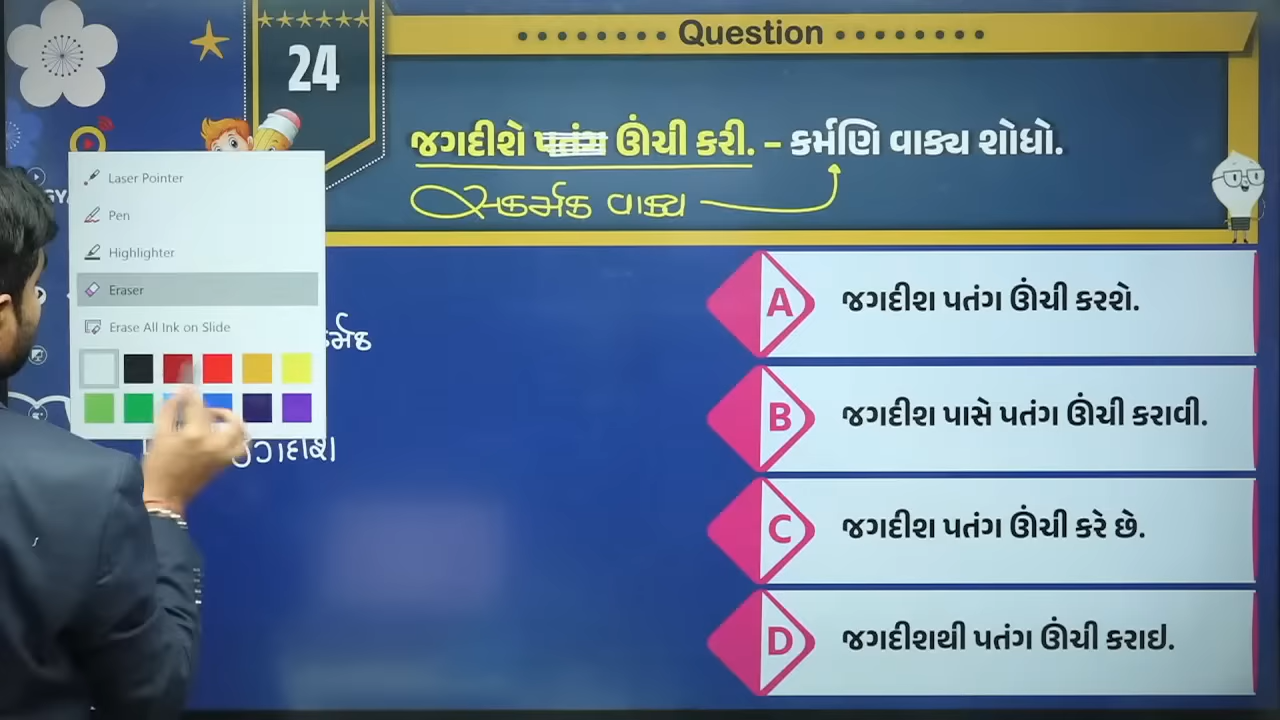 Question
24
જગદીશે પતંગ ઊંચી કરી. – કર્મણિ વાક્ય શોધો.
સકર્મક વાક્ય
Laser Pointer
Pen
Highlighter
Eraser
Erase All Ink on Slide
A જગદીશ પતંગ ઊંચી કરશે.
B જગદીશ પાસે પતંગ ઊંચી કરાવી.
C જગદીશ પતંગ ઊંચી કરે છે.
D જગદીશથી પતંગ ઊંચી કરાઇ.
જગદીશ